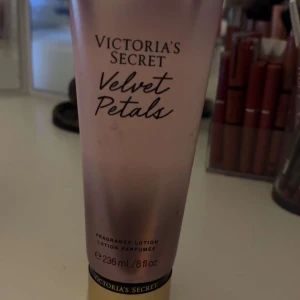 VICTORIA'S
SECRET
Velvet
Petals
FRAGRANCE LOTION
LOTION PARFUMÉE
℮ 236 mL/8 fl oz
VICTORIA'S SECRET